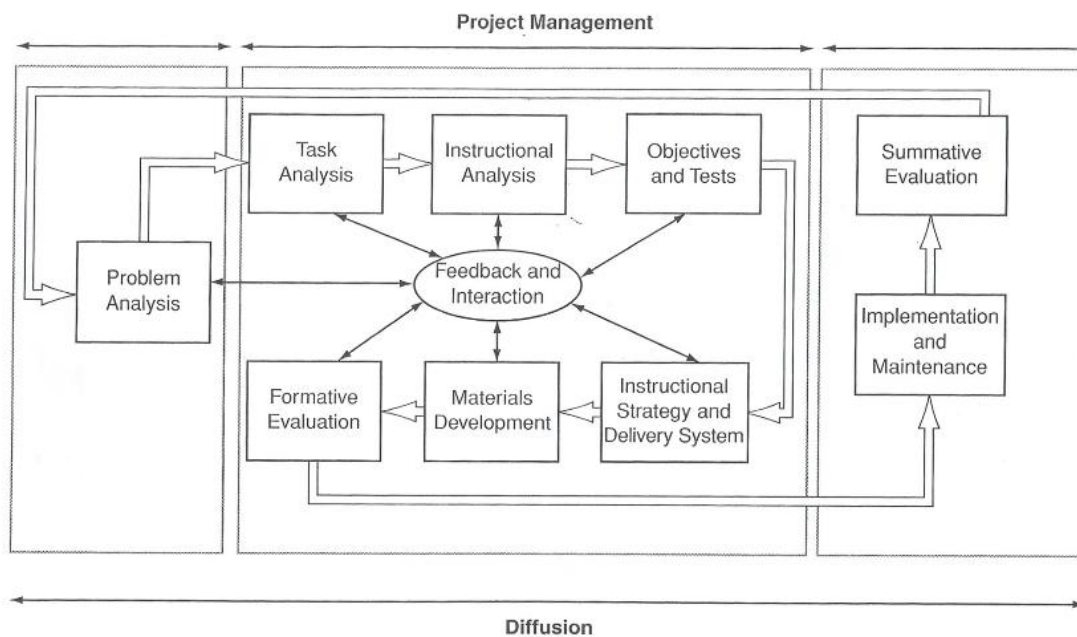 Project Management
Task
Analysis
Instructional
Analysis
Objectives
and Tests
Summative
Evaluation
Problem
Analysis
Feedback and
Interaction
Implementation
and
Maintenance
Formative
Evaluation
Materials
Development
Instructional
Strategy and
Delivery System
Diffusion